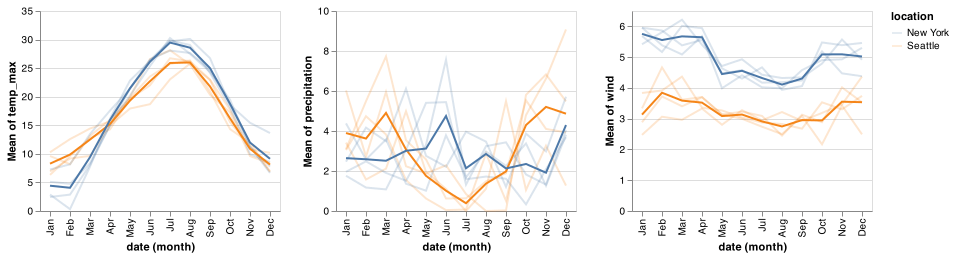 Mean of temp_max
35
30
25
20
15
10
5
0
Jan Feb Mar Apr May Jun Jul Aug Sep Oct Nov Dec
date (month)
Mean of precipitation
10
8
6
4
2
0
Jan Feb Mar Apr May Jun Jul Aug Sep Oct Nov Dec
date (month)
Mean of wind
6
5
4
3
2
1
0
Jan Feb Mar Apr May Jun Jul Aug Sep Oct Nov Dec
date (month)
location
New York
Seattle